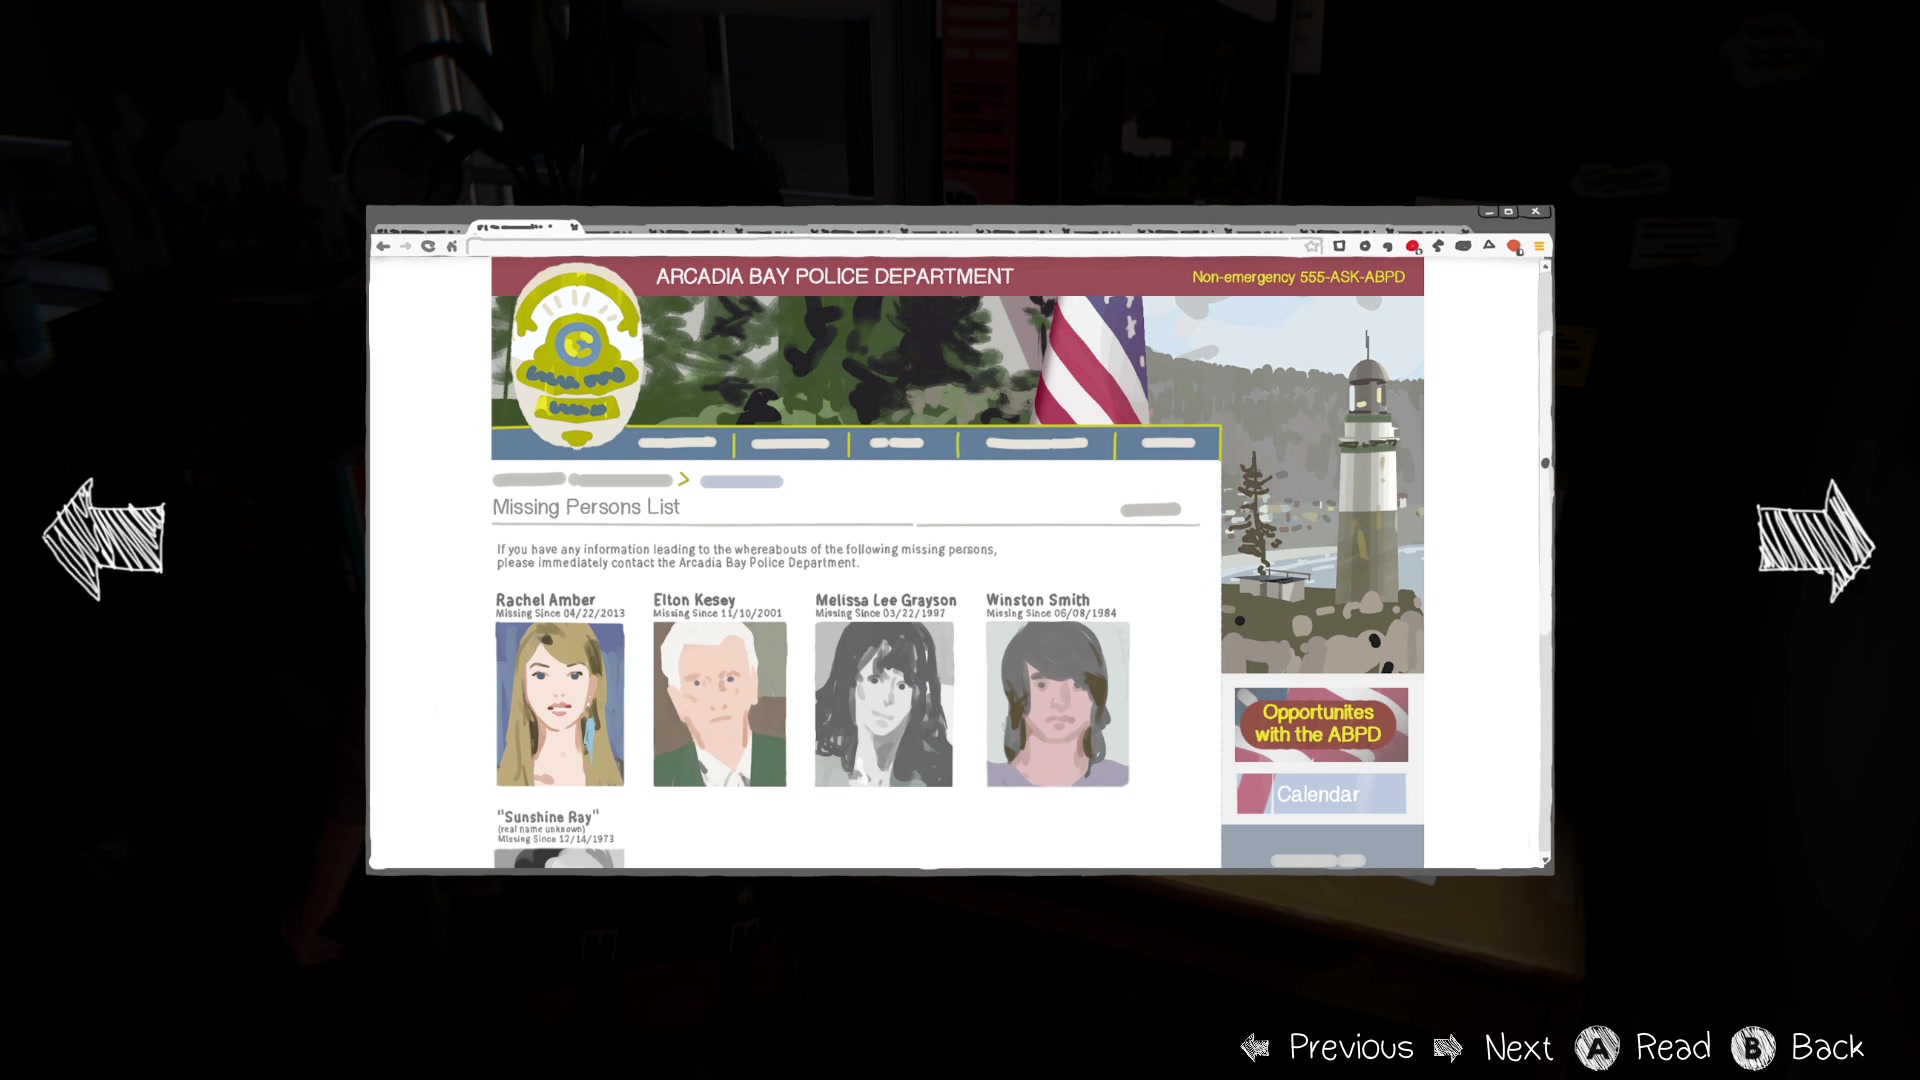 ARCADIA BAY POLICE DEPARTMENT
Non-emergency 555-ASK-ABPD
Missing Persons List
If you have any information leading to the whereabouts of the following missing persons,
please immediately contact the Arcadia Bay Police Department.
Rachel Amber
Missing Since 04/22/2013
Elton Kesey
Missing Since 11/10/2001
Melissa Lee Grayson
Missing Since 03/22/1997
Winston Smith
Missing Since 06/08/1984
"Sunshine Ray"
(real name unknown)
Missing Since 12/14/1973
Opportunites
with the ABPD
Calendar
Previous
Next
A Read
B Back